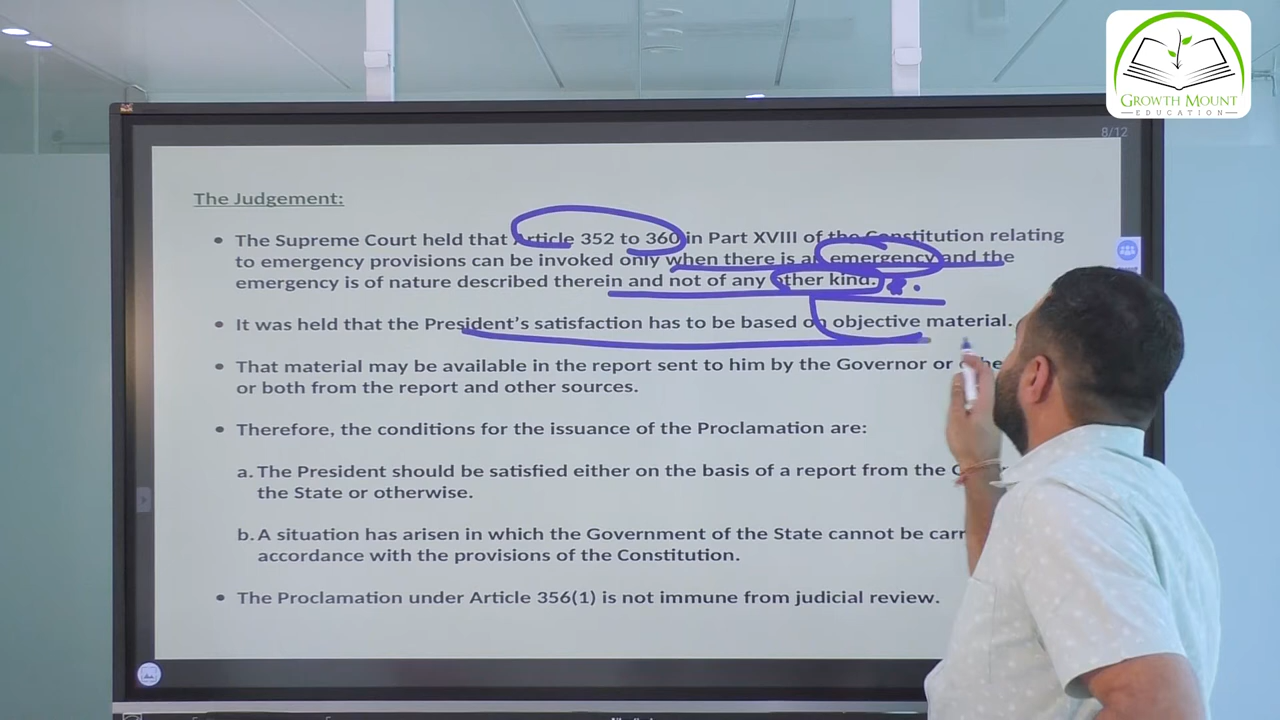 GROWTH MOUNT
EDUCATION
8/12
The Judgement:
• The Supreme Court held that Article 352 to 360 in Part XVIII of the Constitution relating
to emergency provisions can be invoked only when there is an emergency and the
emergency is of nature described therein and not of any other kind.
• It was held that the President's satisfaction has to be based on objective material.
• That material may be available in the report sent to him by the Governor or
or both from the report and other sources.
• Therefore, the conditions for the issuance of the Proclamation are:
a. The President should be satisfied either on the basis of a report from the
the State or otherwise.
b. A situation has arisen in which the Government of the State cannot be
accordance with the provisions of the Constitution.
• The Proclamation under Article 356(1) is not immune from judicial review.